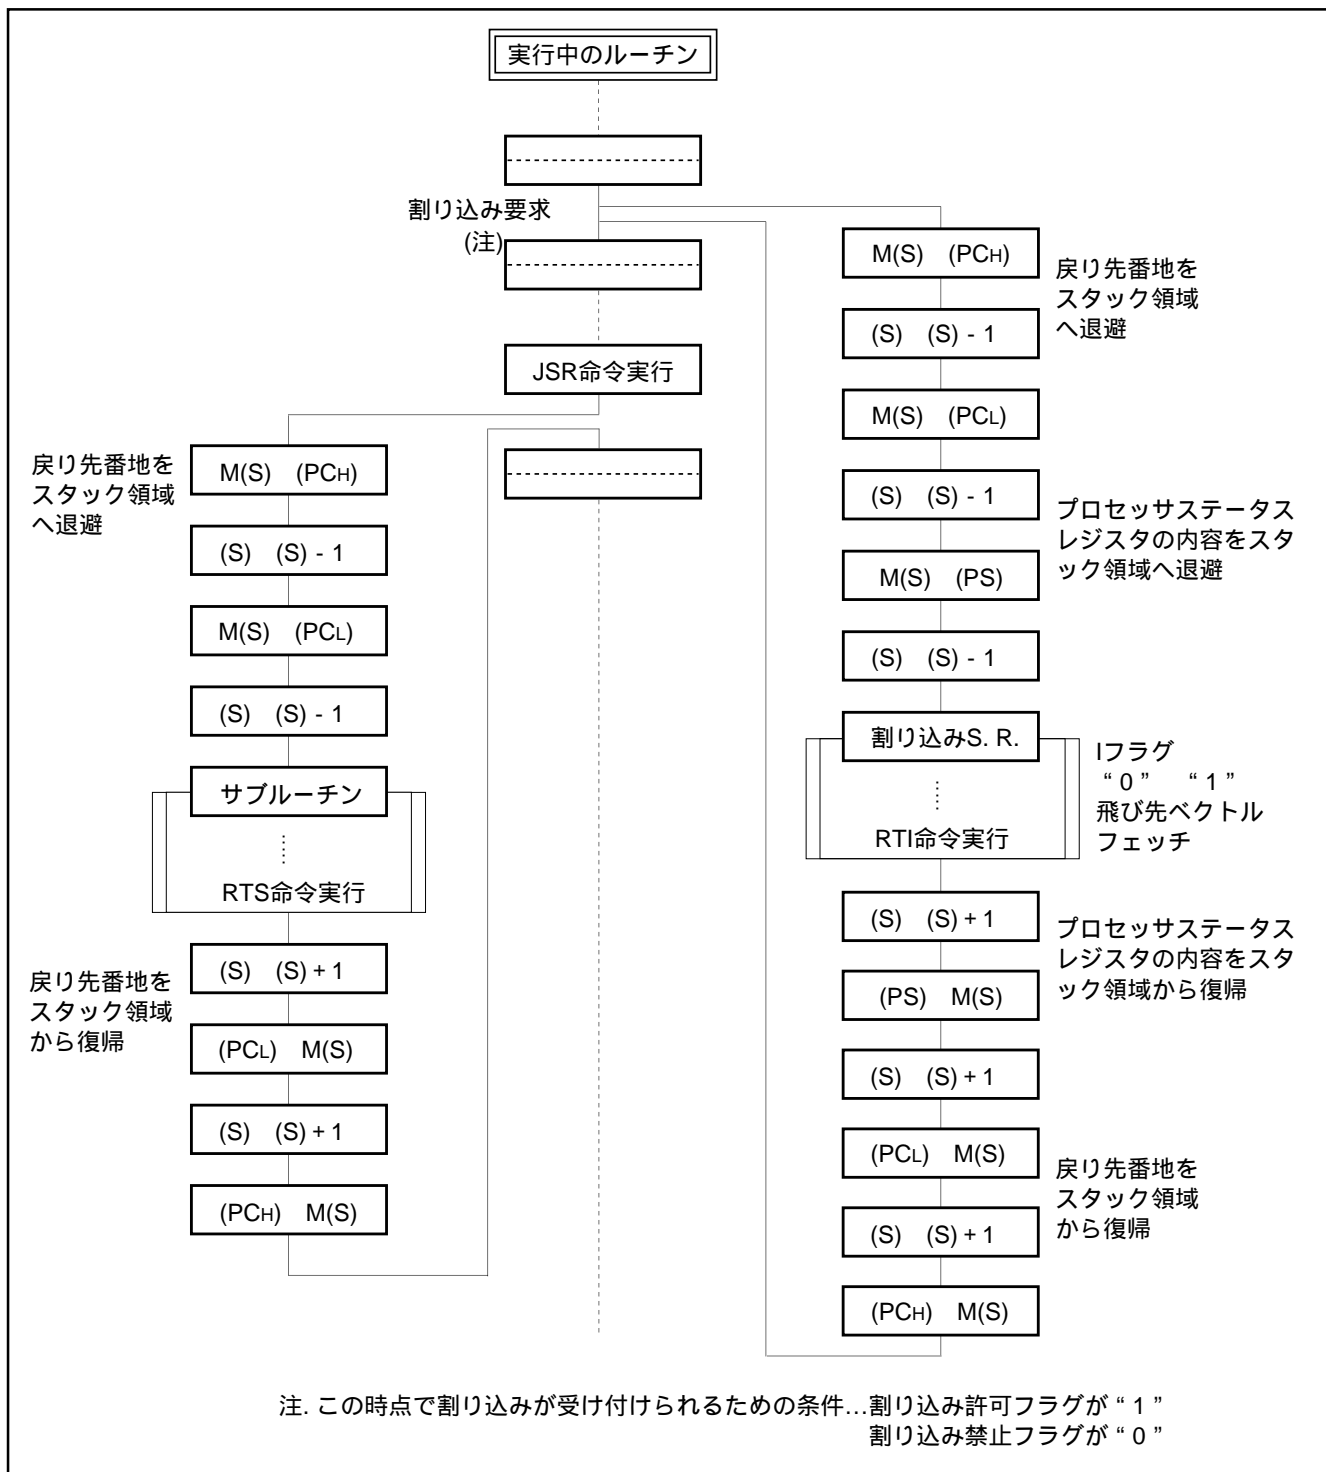 実行中のルーチン
割り込み要求
(注)
JSR命令実行
戻り先番地を
スタック領域
へ退避
M(S) (PCH)
(S) (S) - 1
M(S) (PCL)
(S) (S) - 1
サブルーチン
RTS命令実行
戻り先番地を
スタック領域
から復帰
(S) (S) + 1
(PCL) M(S)
(S) (S) + 1
(PCH) M(S)
M(S) (PCH)
(S) (S) - 1
M(S) (PCL)
(S) (S) - 1
M(S) (PS)
(S) (S) - 1
戻り先番地を
スタック領域
へ退避
プロセッサステータス
レジスタの内容をスタ
ック領域へ退避
割り込みS. R.
RTI命令実行
Iフラグ
“ 0 ” “ 1 ”
飛び先ベクトル
フェッチ
(S) (S) + 1
(PS) M(S)
(S) (S) + 1
(PCL) M(S)
(S) (S) + 1
(PCH) M(S)
プロセッサステータス
レジスタの内容をスタ
ック領域から復帰
戻り先番地を
スタック領域
から復帰
注. この時点で割り込みが受け付けられるための条件...割り込み許可フラグが “ 1 ”
割り込み禁止フラグが “ 0 ”